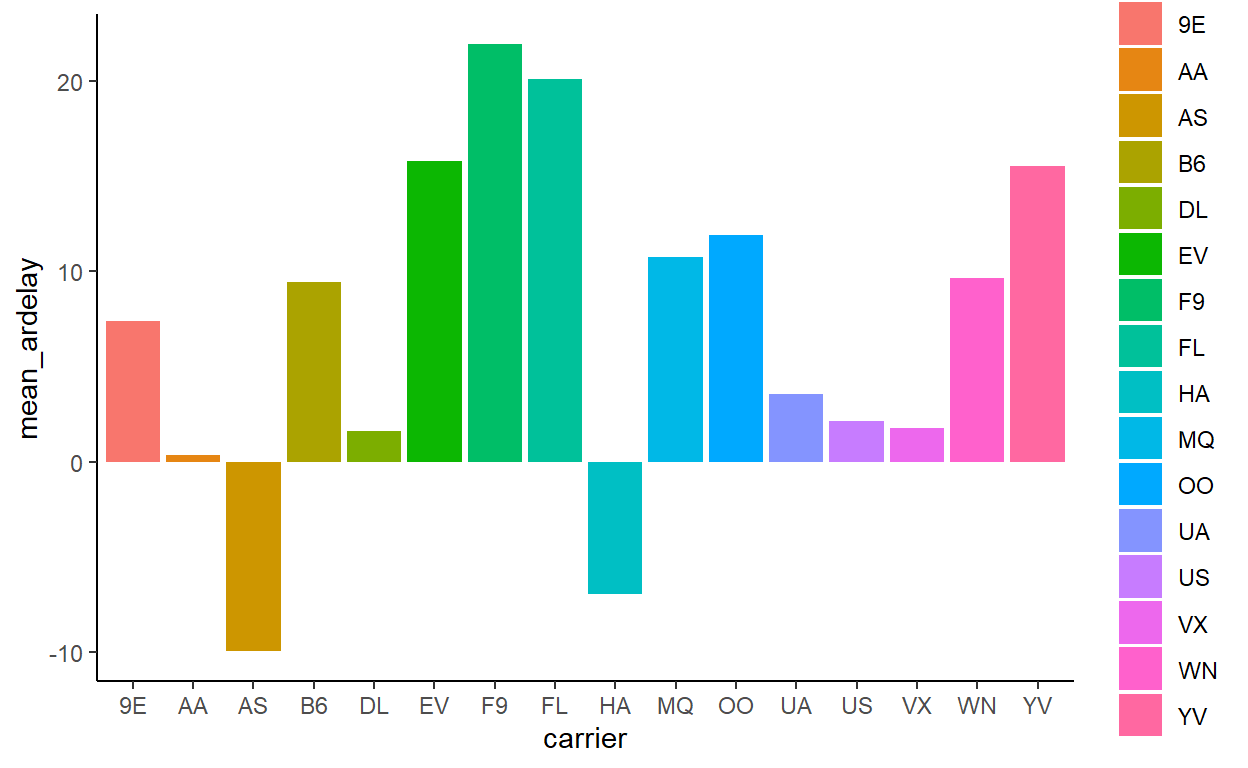 mean_ardelay
20
10
0
-10
9E AA AS B6 DL EV F9 FL HA MQ OO UA US VX WN YV
carrier
9E
AA
AS
B6
DL
EV
F9
FL
HA
MQ
OO
UA
US
VX
WN
YV